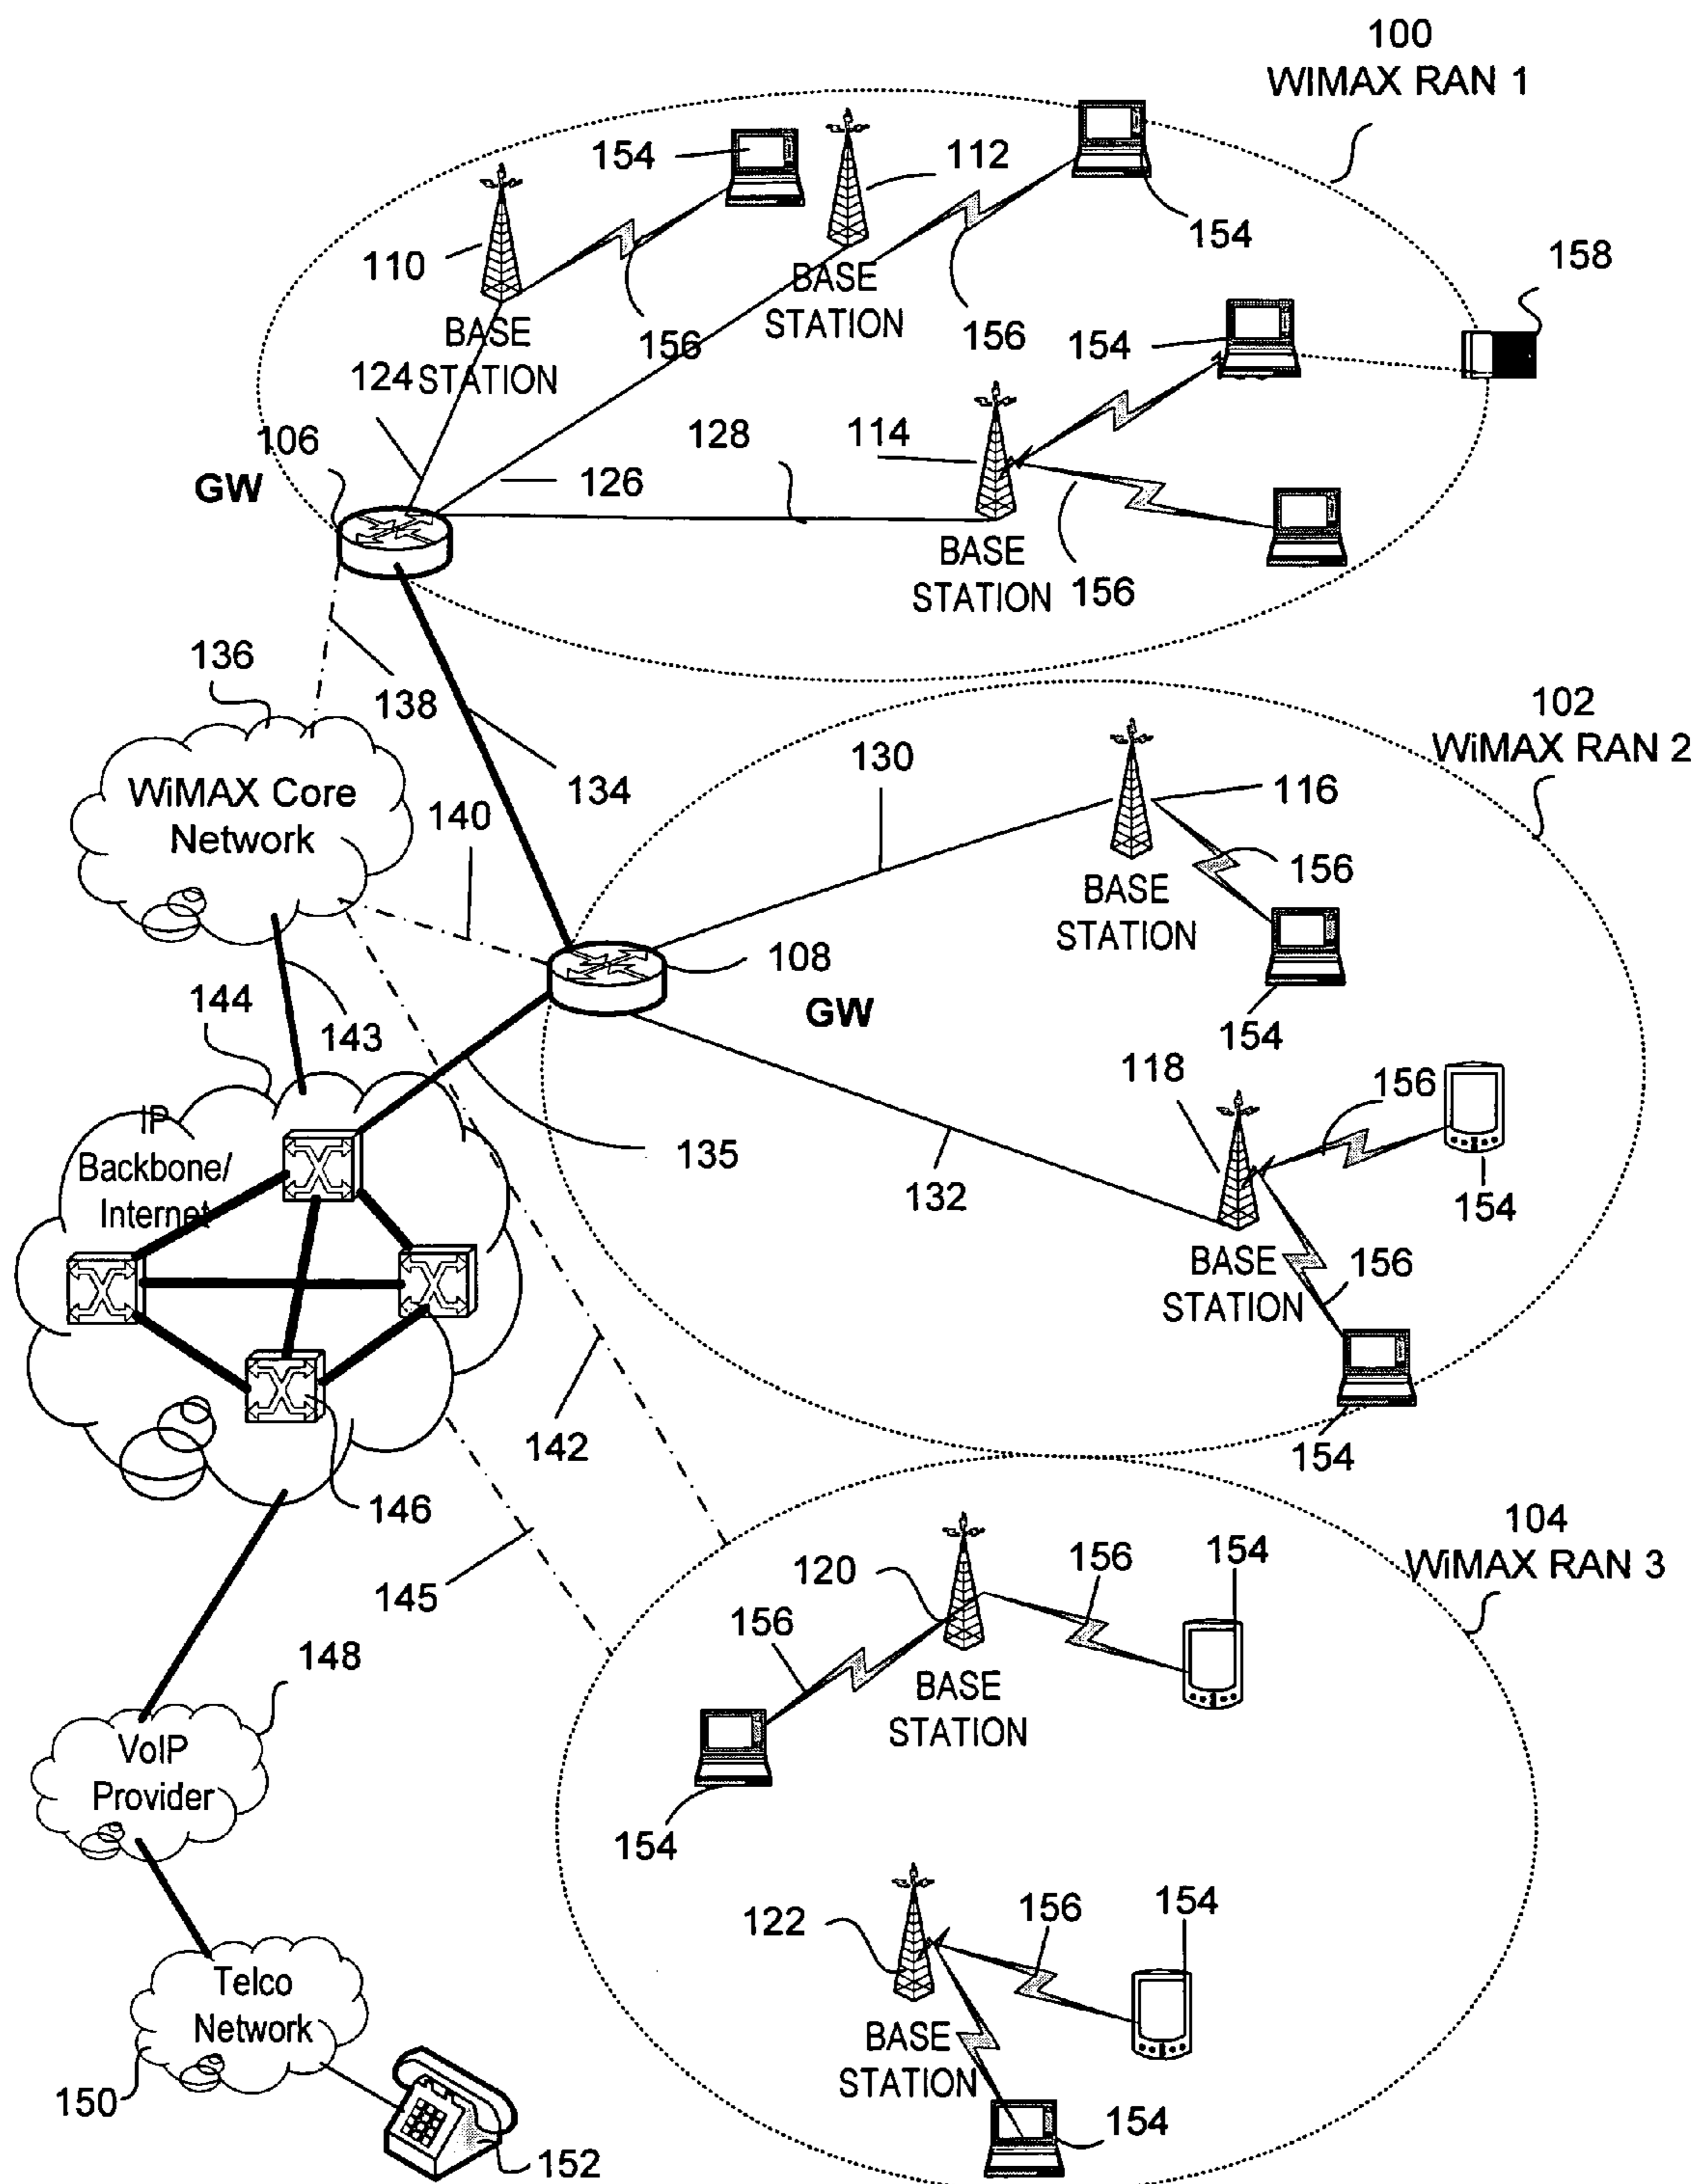 100
WIMAX RAN 1
154
112
110
154
158
BASE
STATION
BASE
STATION
156
156
154
124
106
GW
126
128
114
BASE
STATION
156
136
138
134
WiMAX Core
Network
140
102
WiMAX RAN 2
130
116
156
BASE
STATION
108
GW
154
143
144
IP
Backbone/
Internet
135
132
118
156
154
BASE
STATION
156
154
142
146
145
104
WiMAX RAN 3
120
156
154
156
BASE
STATION
148
VoIP
Provider
154
122
156
154
BASE
STATION
Telco
Network
150
152
154